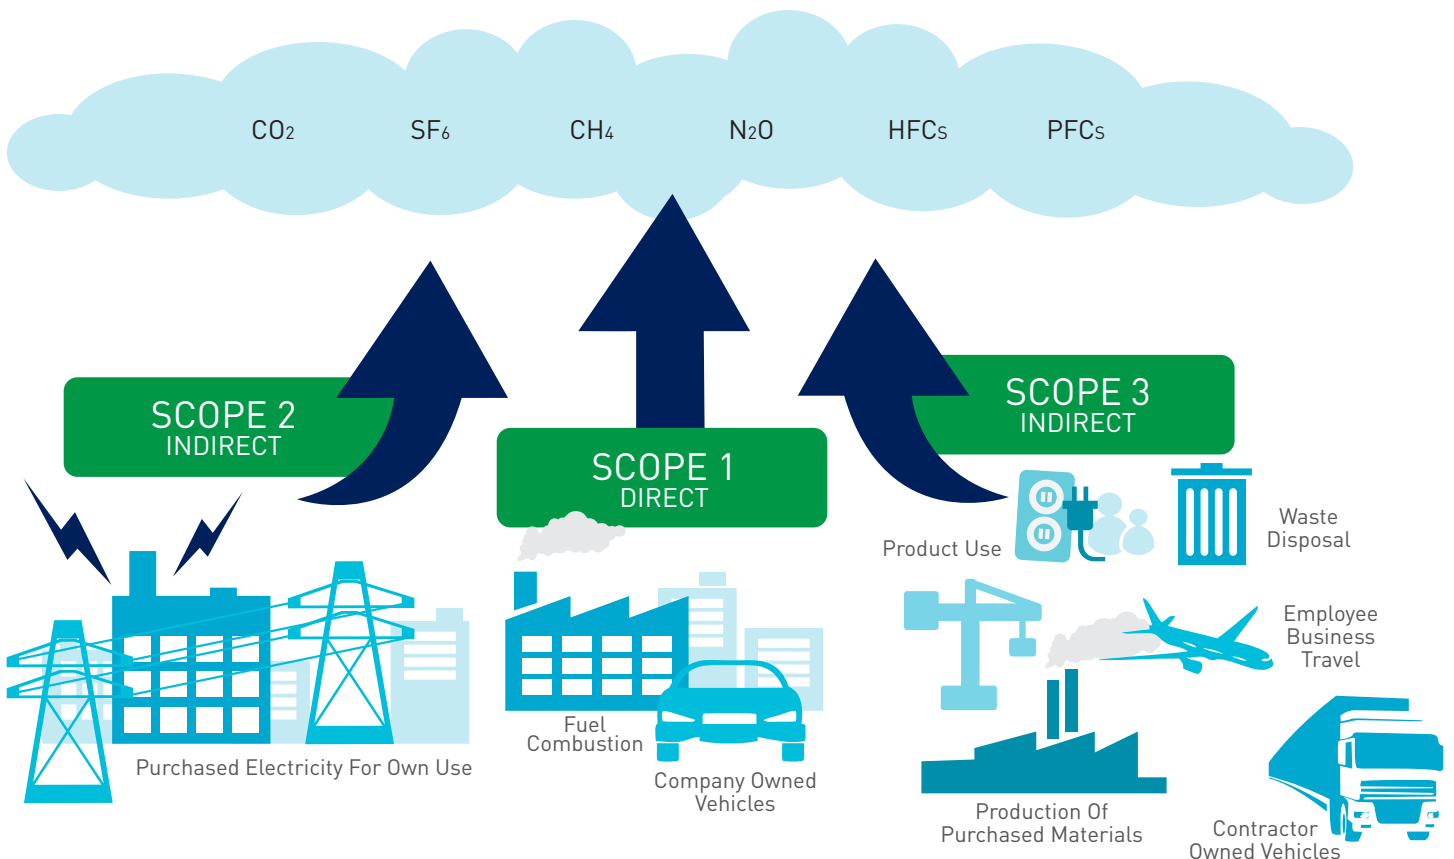 CO2 SF6 CH4 N2O HFCs PFCs
SCOPE 2
INDIRECT
SCOPE 1
DIRECT
SCOPE 3
INDIRECT
Purchased Electricity For Own Use
Fuel
Combustion
Company Owned
Vehicles
Product Use
Waste
Disposal
Employee
Business
Travel
Production Of
Purchased Materials
Contractor
Owned Vehicles